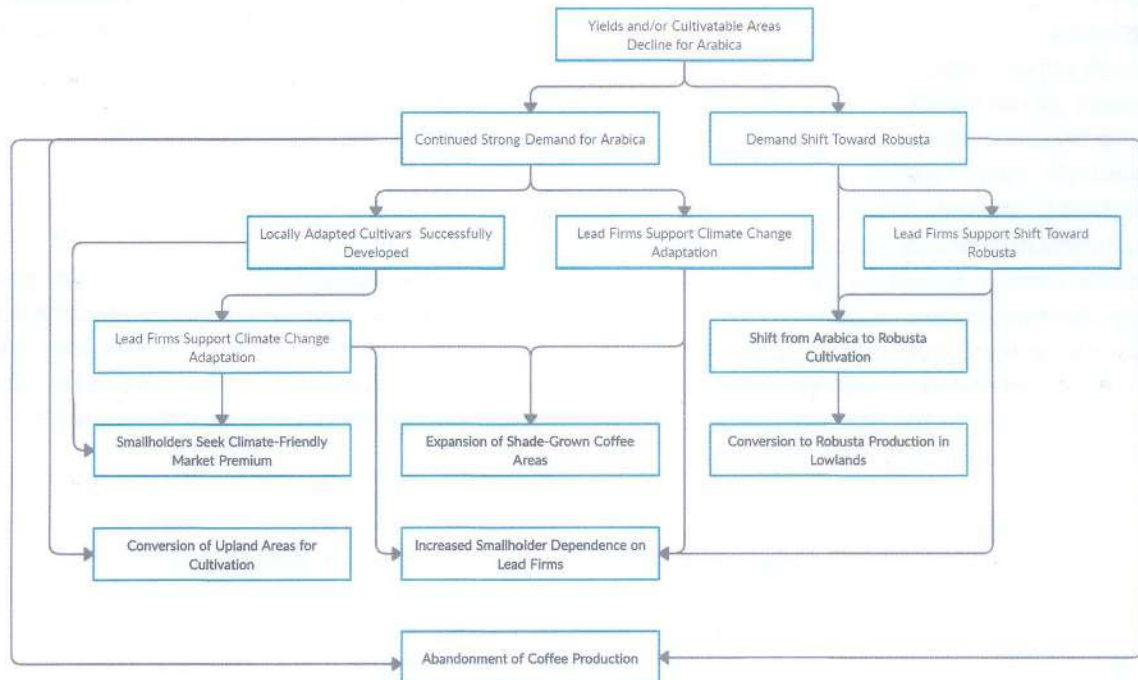 Yields and/or Cultivatable Areas
Decline for Arabica
Continued Strong Demand for Arabica
Demand Shift Toward Robusta
Locally Adapted Cultivars Successfully
Developed
Lead Firms Support Climate Change
Adaptation
Lead Firms Support Shift Toward
Robusta
Lead Firms Support Climate Change
Adaptation
Shift from Arabica to Robusta
Cultivation
Smallholders Seek Climate-Friendly
Market Premium
Expansion of Shade-Grown Coffee
Areas
Conversion to Robusta Production in
Lowlands
Conversion of Upland Areas for
Cultivation
Increased Smallholder Dependence on
Lead Firms
Abandonment of Coffee Production